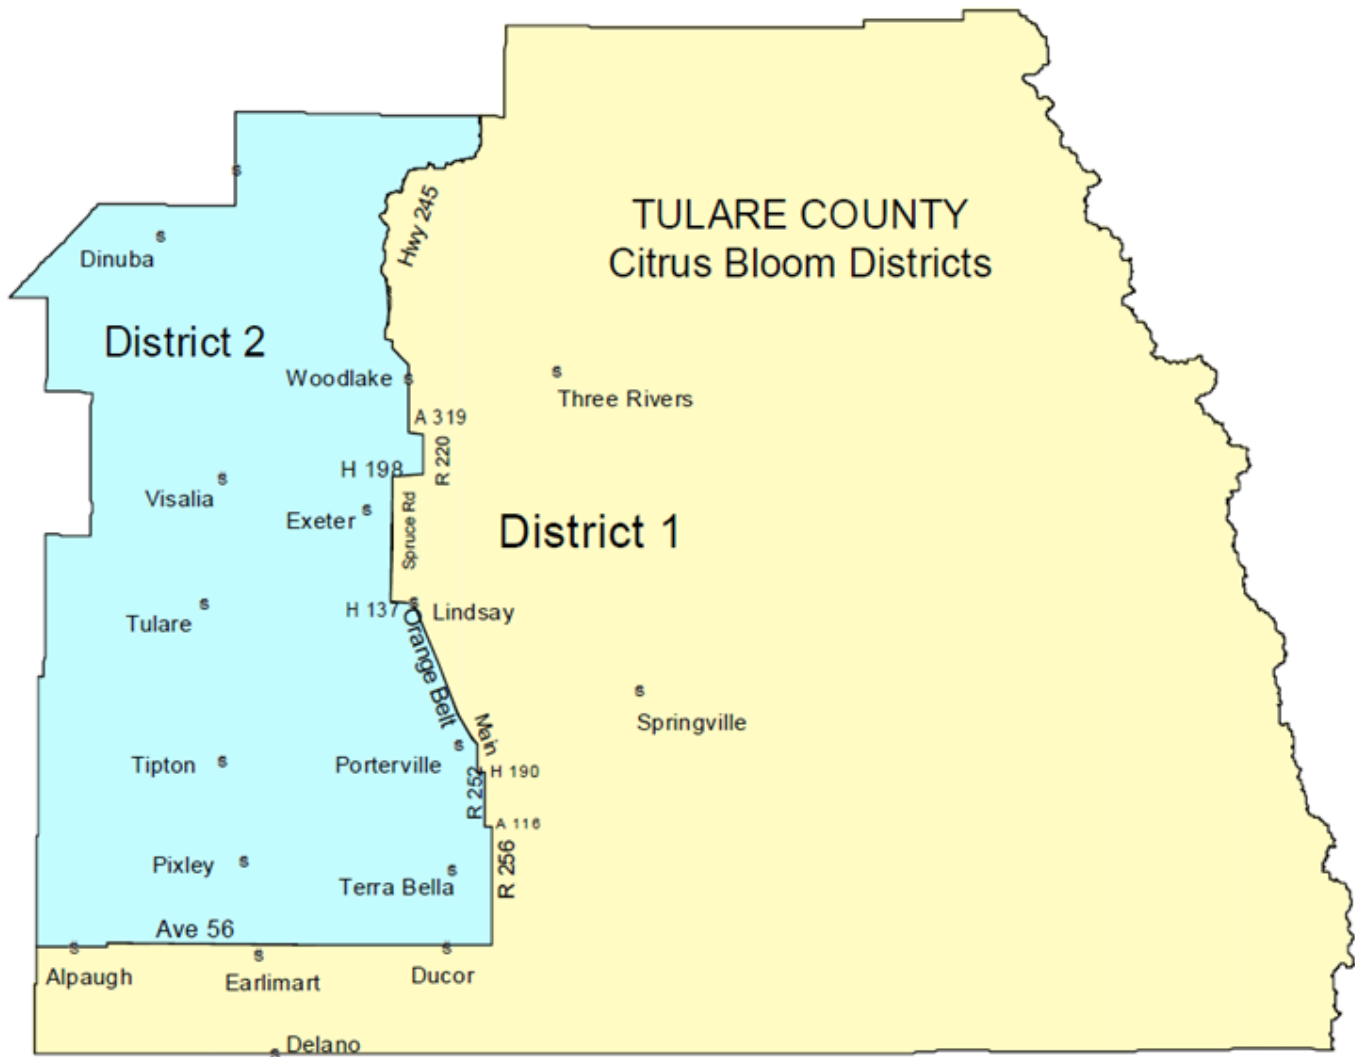 TULARE COUNTY
Citrus Bloom Districts
Hwy 245
s
s
Dinuba
District 2
Woodlake s
s
Three Rivers
A 319
R 220
H 198
s
Visalia
s
Exeter
Spruce Rd
District 1
s
Tulare
H 137
s
Lindsay
Orange Belt
s
Springville
Main
s
Tipton
s
Porterville
H 190
R 252
A 116
Pixley s
s
Terra Bella
R 256
Ave 56
s
Alpaugh
s
Earlimart
s
Ducor
s
Delano